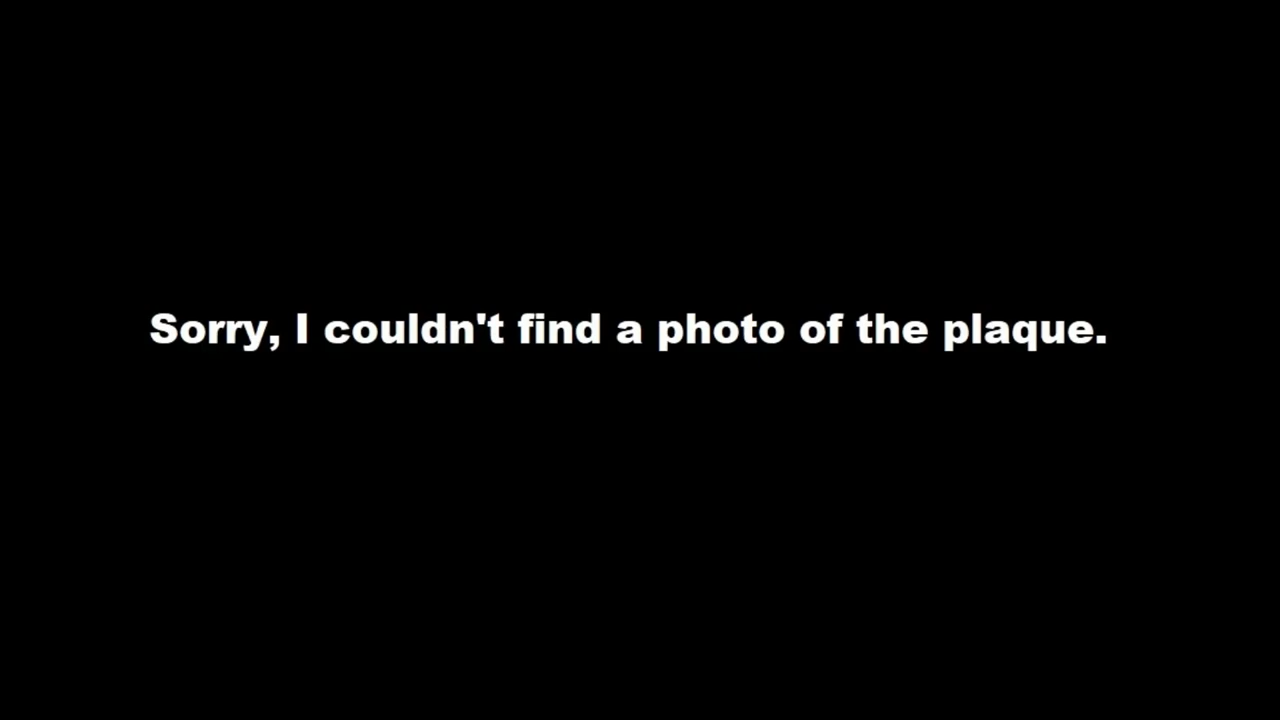 Sorry, I couldn't find a photo of the plaque.